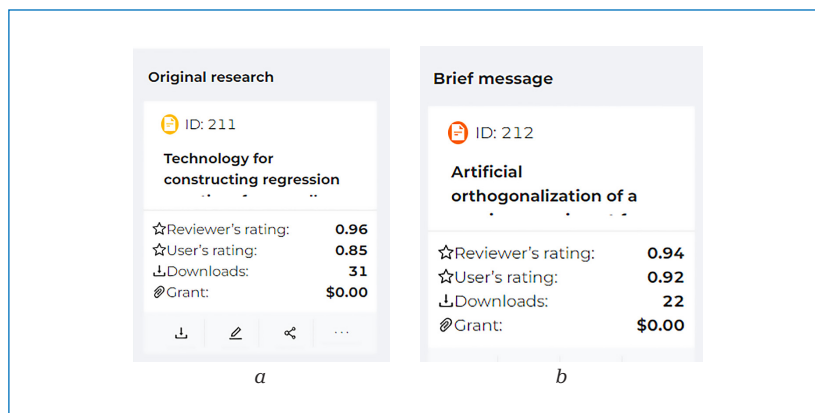 Original research
ID: 211
Technology for
constructing regression
Reviewer's rating: 0.96
User's rating: 0.85
Downloads: 31
Grant: $0.00
...
a
Brief message
ID: 212
Artificial
orthogonalization of a
Reviewer's rating: 0.94
User's rating: 0.92
Downloads: 22
Grant: $0.00
b